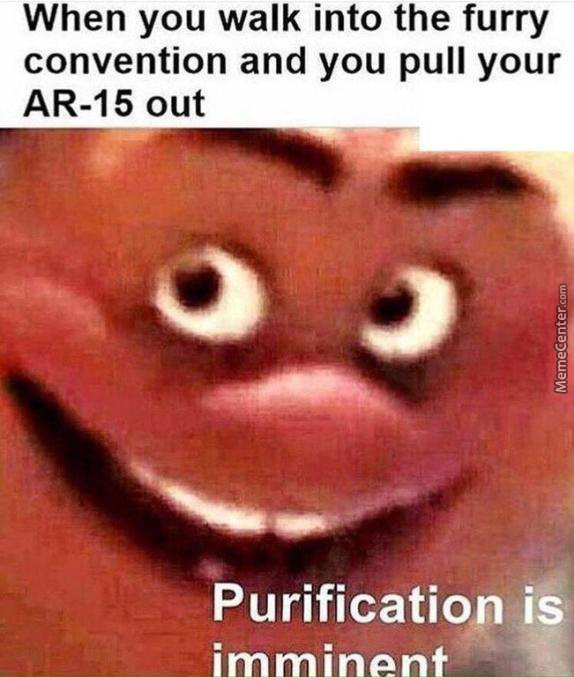 When you walk into the furry
convention and you pull your
AR-15 out
MemeCenter.com
Purification is
imminent